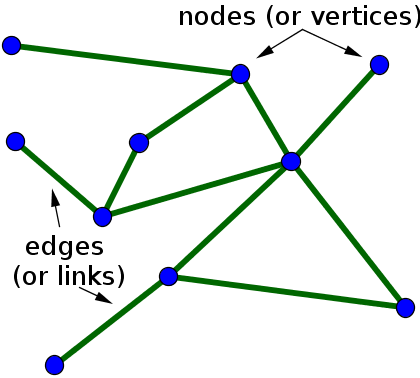 nodes (or vertices)
edges
(or links)